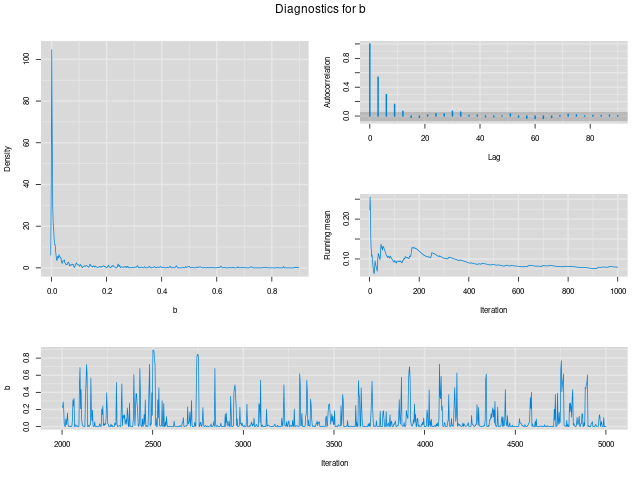 Diagnostics for b
Density
0 20 40 60 80 100
0.0 0.2 0.4 0.6 0.8
b
Autocorrelation
0.0 0.4 0.8
0 20 40 60 80
Lag
Running mean
0.10 0.20
0 200 400 600 800 1000
Iteration
b
0.0 0.2 0.4 0.6 0.8
2000 2500 3000 3500 4000 4500 5000
Iteration